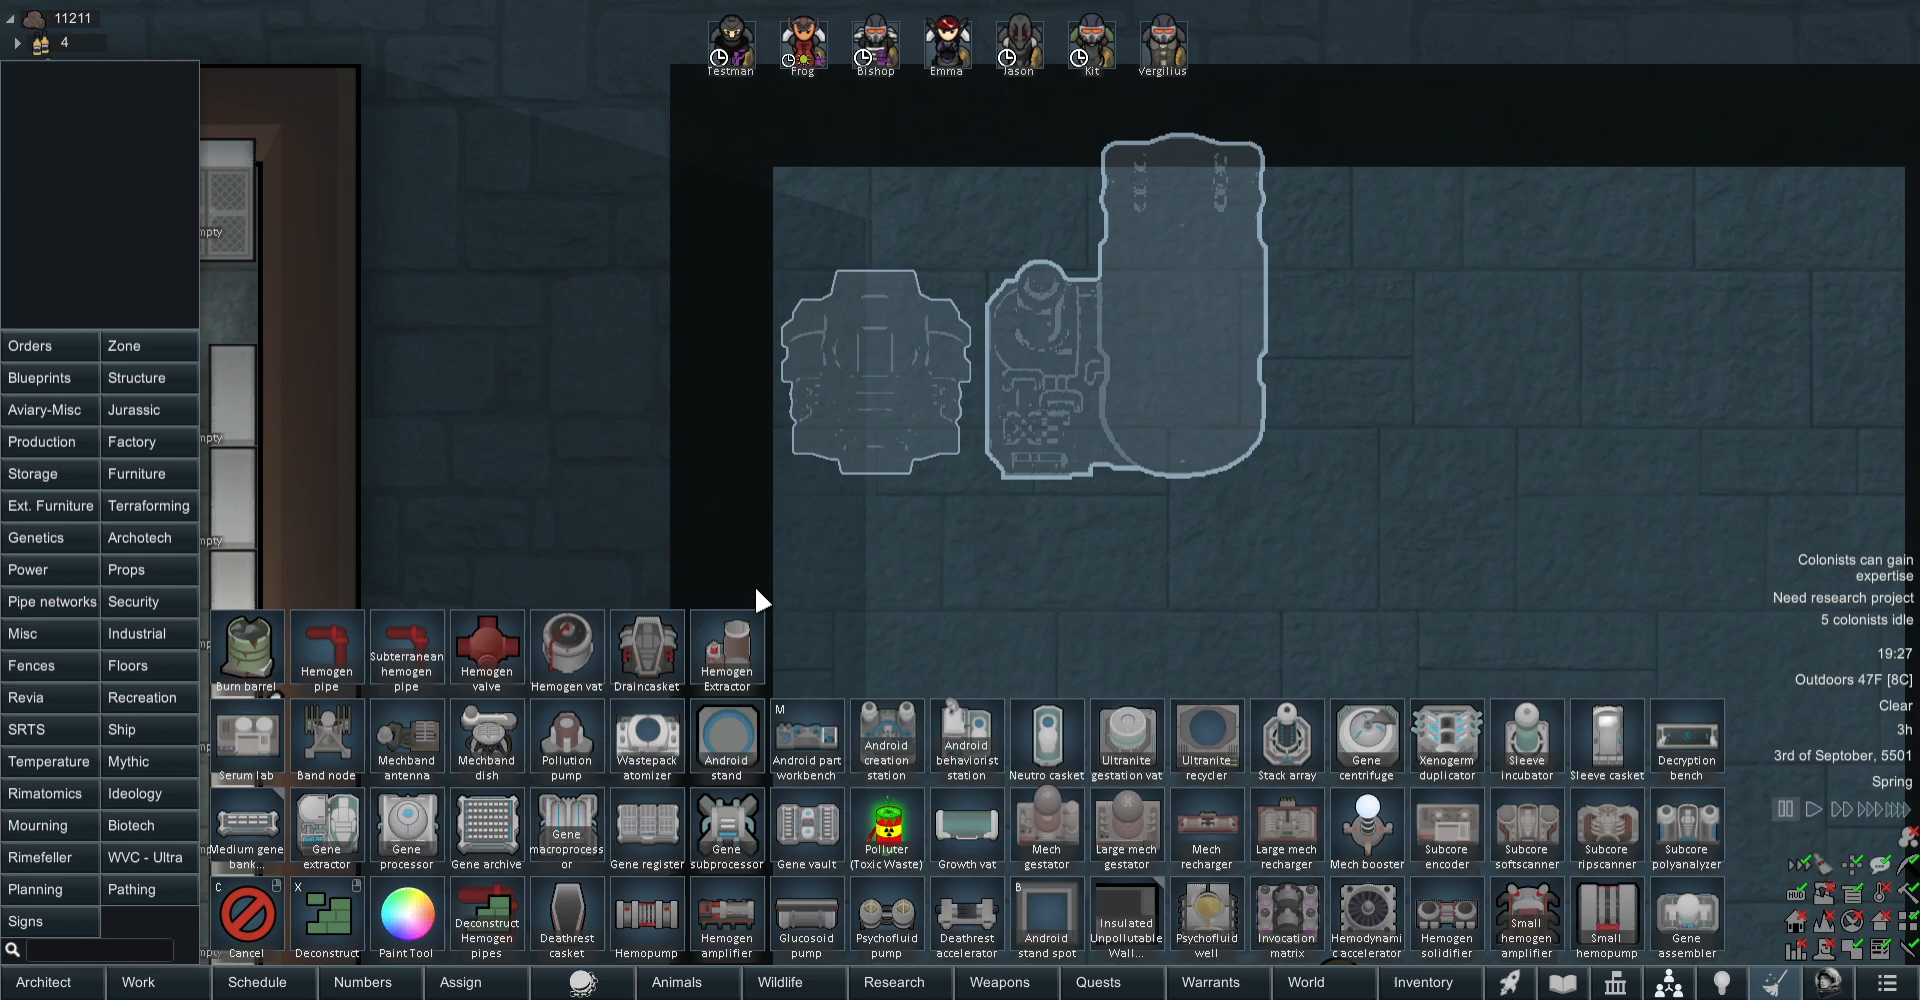 11211
4
Testman
Frog
Bishop
Emma
Jason
Kit
Vergilius
mpty
mpty
mpty
Orders
Zone
Blueprints
Structure
Aviary-Misc
Jurassic
Production
Factory
Storage
Furniture
Ext. Furniture
Terraforming
Genetics
Archotech
Power
Props
Pipe networks
Security
Misc
Industrial
Fences
Floors
Revia
Recreation
SRTS
Ship
Temperature
Mythic
Rimatomics
Ideology
Mourning
Biotech
Rimefeller
WVC - Ultra
Planning
Pathing
Signs
Colonists can gain
expertise
Need research project
5 colonists idle
19:27
Outdoors 47F [8C]
Clear
3h
3rd of Septober, 5501
Spring
Burn barrel
Hemogen
pipe
Subterranean
hemogen
pipe
Hemogen
valve
Hemogen vat
Draincasket
Hemogen
Extractor
Serum lab
Band node
Mechband
antenna
Mechband
dish
Pollution
pump
Wastepack
atomizer
Android
stand
M
Android part
workbench
Android
creation
station
Android
behaviorist
station
Neutro casket
Ultranite
gestation vat
Ultranite
recycler
Stack array
Gene
centrifuge
Xenogerm
duplicator
Sleeve
incubator
Sleeve casket
Decryption
bench
Medium gene
bank...
Gene
extractor
Gene
processor
Gene archive
Gene
macroprocess
or
Gene register
Gene
subprocessor
Gene vault
Polluter
(Toxic Waste)
Growth vat
Mech
gestator
Large mech
gestator
Mech
recharger
Large mech
recharger
Mech booster
Subcore
encoder
Subcore
softscanner
Subcore
ripscanner
Subcore
polyanalyzer
C
Cancel
X
Deconstruct
Paint Tool
Deconstruct
Hemogen
pipes
Deathrest
casket
Hemopump
Hemogen
amplifier
Glucosoid
pump
Psychofluid
pump
Deathrest
accelerator
B
Android
stand spot
Insulated
Unpollutable
Wall...
Psychofluid
well
Invocation
matrix
Hemodynami
c accelerator
Hemogen
solidifier
Small
hemogen
amplifier
Small
hemopump
Gene
assembler
HUD
Architect
Work
Schedule
Numbers
Assign
Animals
Wildlife
Research
Weapons
Quests
Warrants
World
Inventory